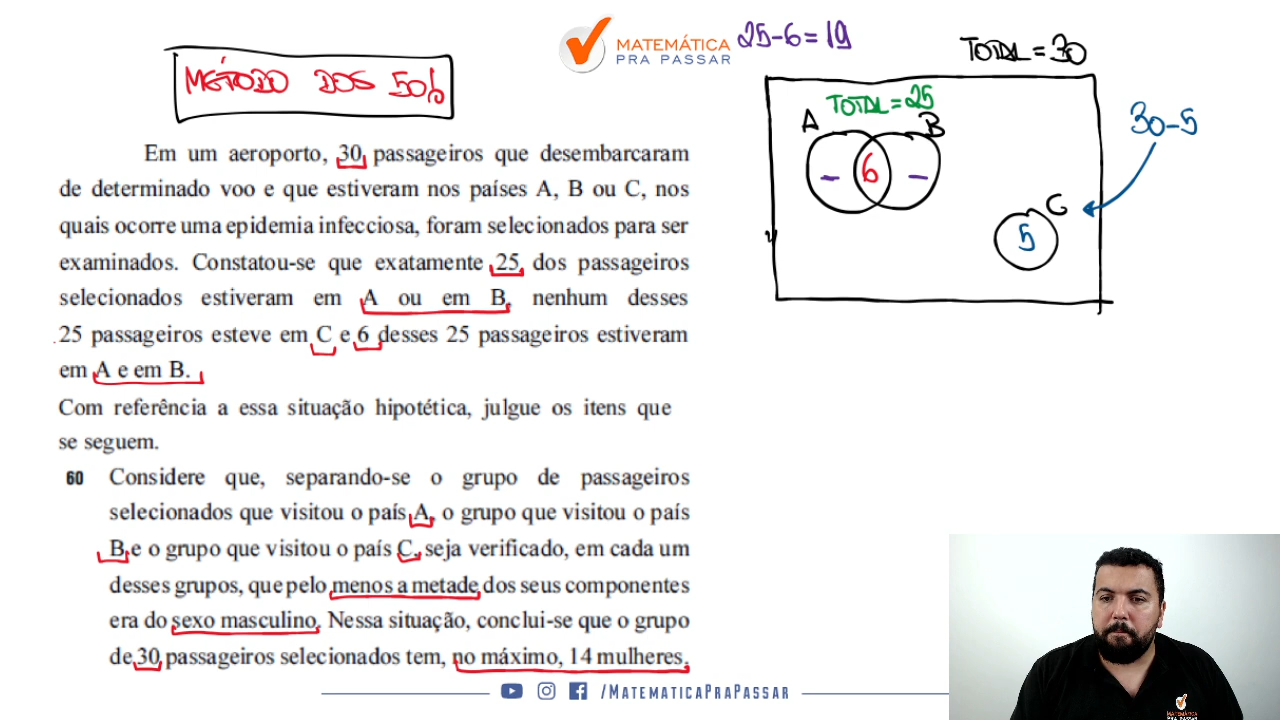 MATEMÁTICA
PRA PASSAR
25-6=19
TOTAL=30
MÉTODO DOS 50%
TOTAL=25
A
B
30-5
6
C
5
Em um aeroporto, 30 passageiros que desembarcaram
de determinado voo e que estiveram nos países A, B ou C, nos
quais ocorre uma epidemia infecciosa, foram selecionados para ser
examinados. Constatou-se que exatamente 25 dos passageiros
selecionados estiveram em A ou em B, nenhum desses
25 passageiros esteve em C e 6 desses 25 passageiros estiveram
em A e em B.
Com referência a essa situação hipotética, julgue os itens que
se seguem.
60 Considere que, separando-se o grupo de passageiros
selecionados que visitou o país A, o grupo que visitou o país
B e o grupo que visitou o país C, seja verificado, em cada um
desses grupos, que pelo menos a metade dos seus componentes
era do sexo masculino. Nessa situação, conclui-se que o grupo
de 30 passageiros selecionados tem, no máximo, 14 mulheres.
/MATEMATICAPRAPASSAR
MATEMÁTICA
PRA PASSAR